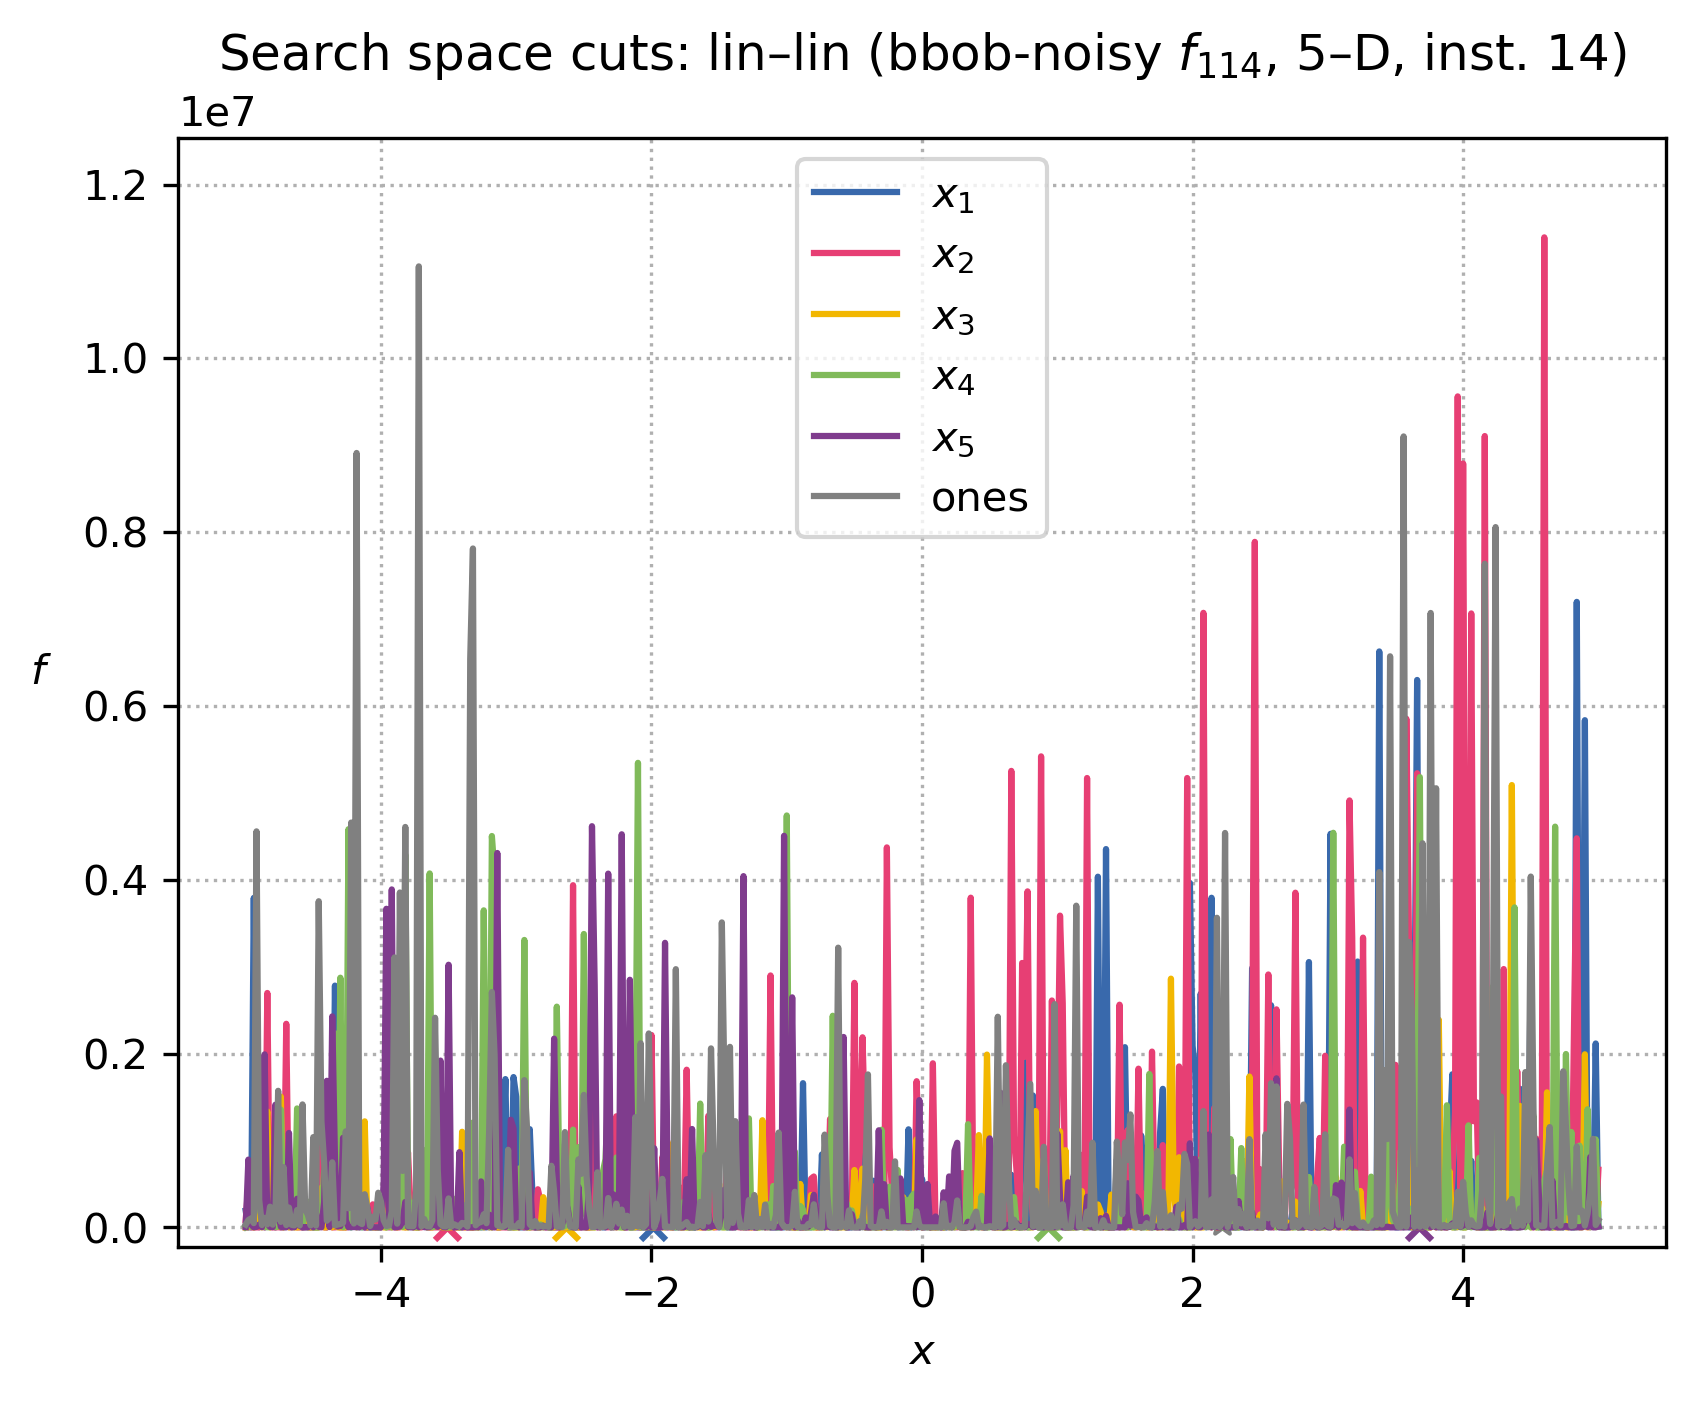 Search space cuts: lin–lin (bbob-noisy f₁₁₄, 5–D, inst. 14)
1e7
1.2
1.0
0.8
0.6
0.4
0.2
0.0
f
x₁
x₂
x₃
x₄
x₅
ones
−4 −2 0 2 4
x